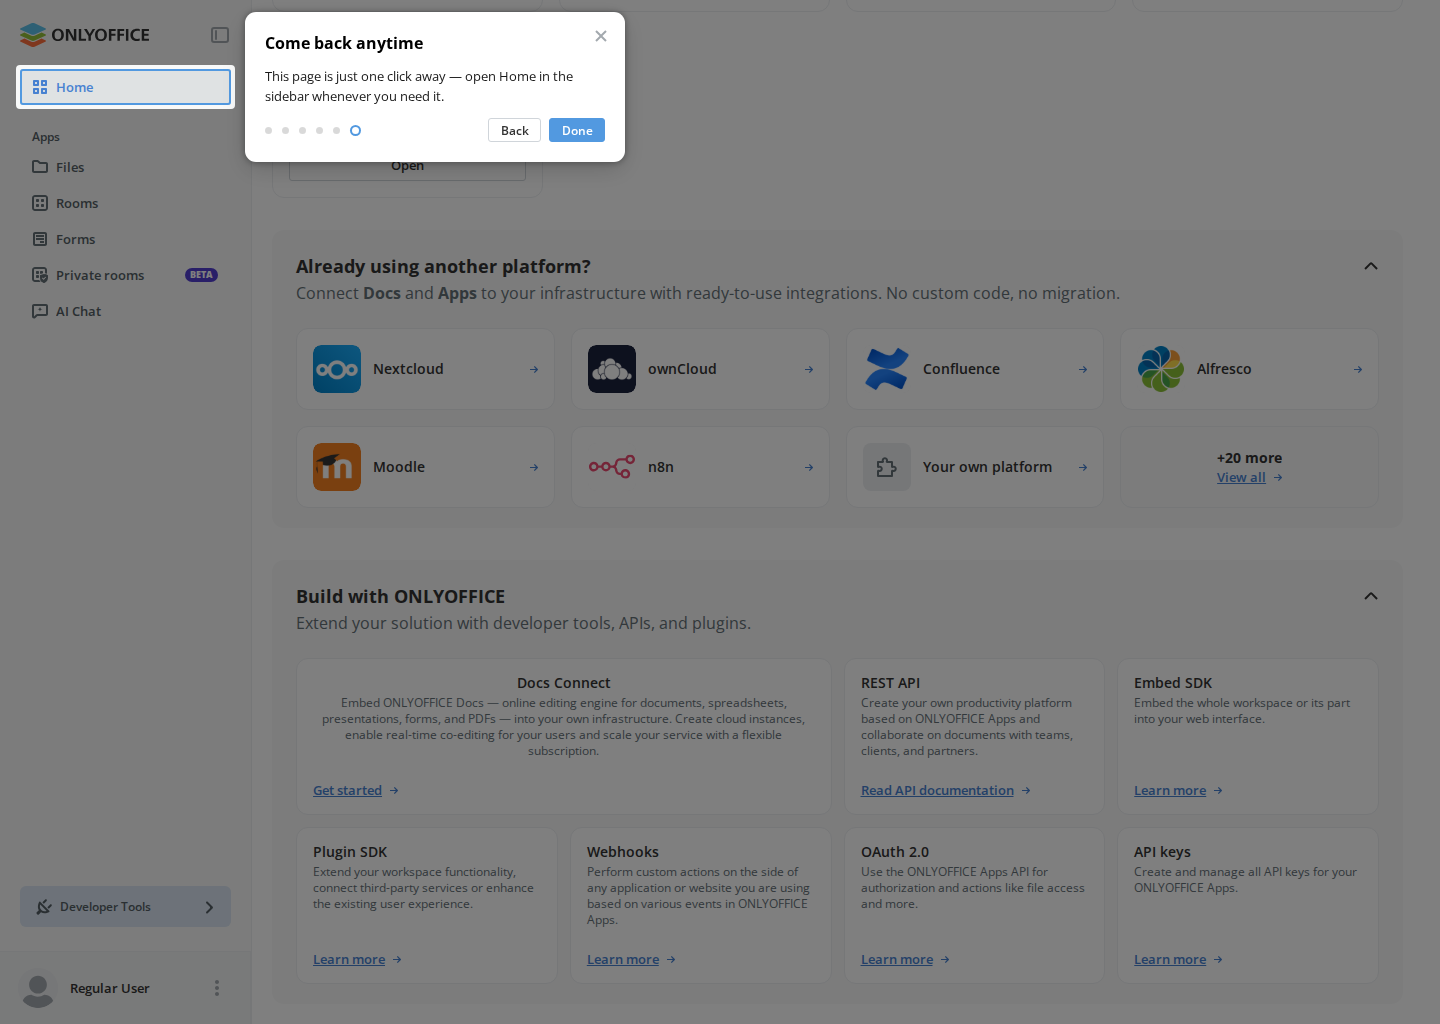 ONLYOFFICE
Home
Apps
Files
Rooms
Forms
Private rooms
BETA
AI Chat
Developer Tools
Regular User
Come back anytime
This page is just one click away — open Home in the
sidebar whenever you need it.
Back
Done
Open
Already using another platform?
Connect Docs and Apps to your infrastructure with ready-to-use integrations. No custom code, no migration.
Nextcloud
ownCloud
Confluence
Alfresco
Moodle
n8n
Your own platform
+20 more
View all
Build with ONLYOFFICE
Extend your solution with developer tools, APIs, and plugins.
Docs Connect
Embed ONLYOFFICE Docs — online editing engine for documents, spreadsheets,
presentations, forms, and PDFs — into your own infrastructure. Create cloud instances,
enable real-time co-editing for your users and scale your service with a flexible
subscription.
Get started
REST API
Create your own productivity platform
based on ONLYOFFICE Apps and
collaborate on documents with teams,
clients, and partners.
Read API documentation
Embed SDK
Embed the whole workspace or its part
into your web interface.
Learn more
Plugin SDK
Extend your workspace functionality,
connect third-party services or enhance
the existing user experience.
Learn more
Webhooks
Perform custom actions on the side of
any application or website you are using
based on various events in ONLYOFFICE
Apps.
Learn more
OAuth 2.0
Use the ONLYOFFICE Apps API for
authorization and actions like file access
and more.
Learn more
API keys
Create and manage all API keys for your
ONLYOFFICE Apps.
Learn more